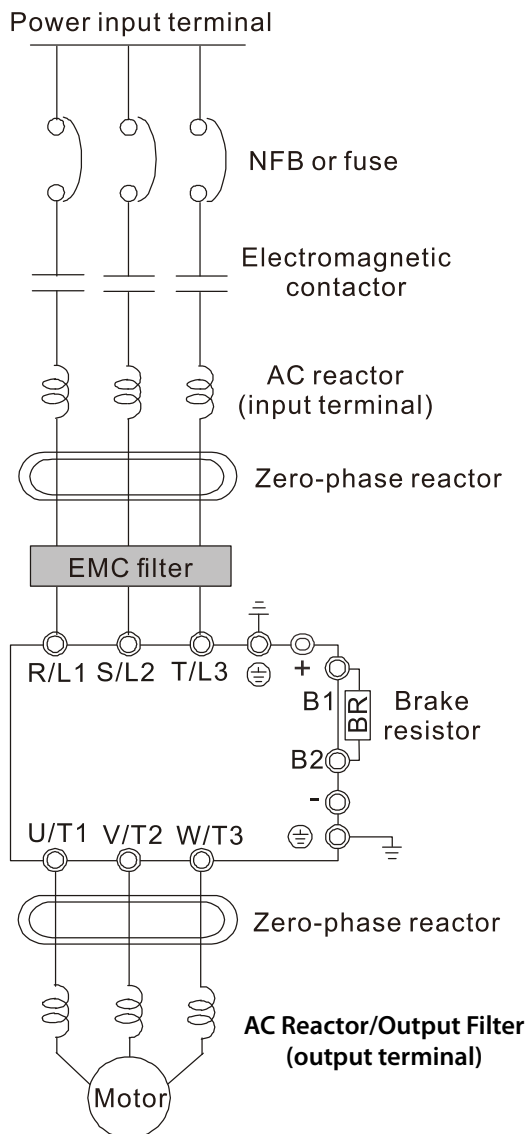 Power input terminal
NFB or fuse
Electromagnetic
contactor
AC reactor
(input terminal)
Zero-phase reactor
EMC filter
R/L1 S/L2 T/L3 +
B1
BR
Brake
resistor
B2
-
U/T1 V/T2 W/T3
Zero-phase reactor
AC Reactor/Output Filter
(output terminal)
Motor